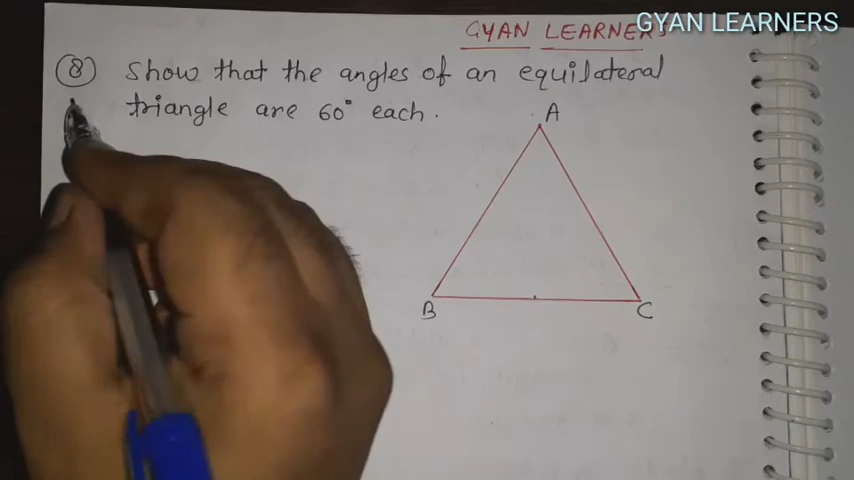 GYAN LEARNERS
GYAN LEARNERS
8 Show that the angles of an equilateral
triangle are 60° each.
A
B
C